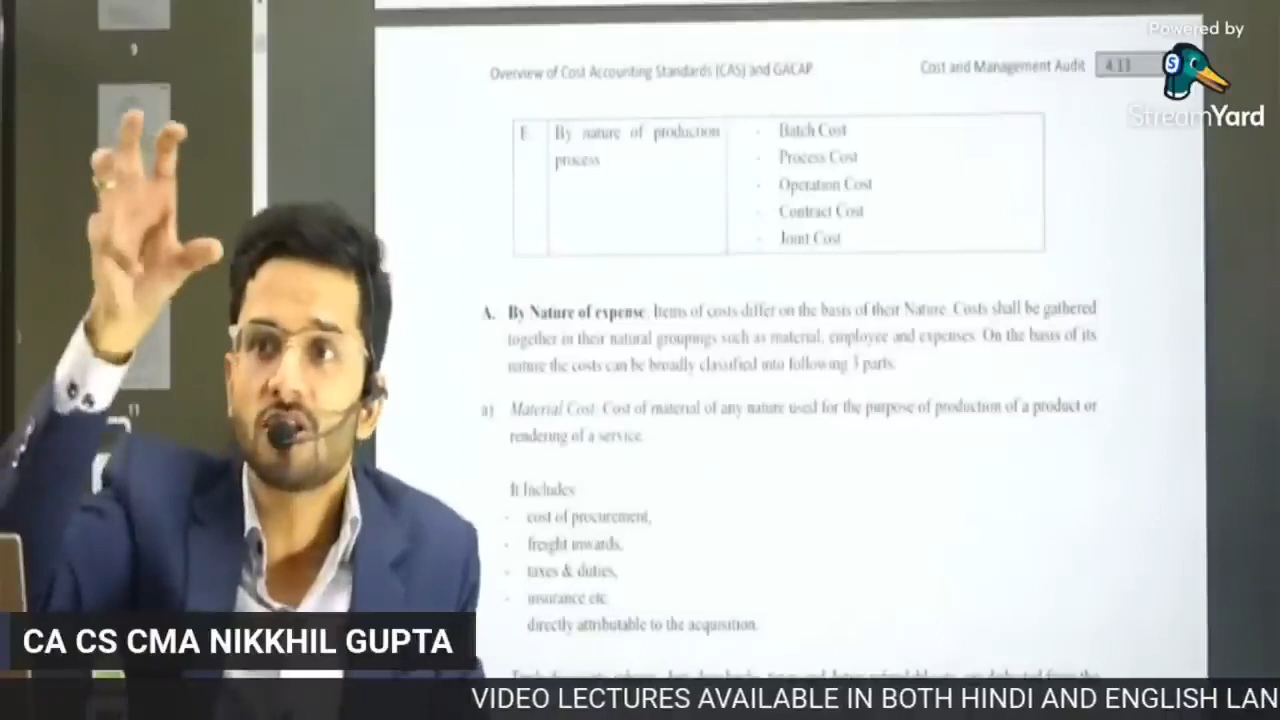 Powered by
StreamYard
9
11
Overview of Cost Accounting Standards (CAS) and GACAP
Cost and Management Audit 4.11
E. By nature of production process
- Batch Cost
- Process Cost
- Operation Cost
- Contract Cost
- Joint Cost
A. By Nature of expense: Items of costs differ on the basis of their Nature. Costs shall be gathered
together in their natural groupings such as material, employee and expenses. On the basis of its
nature the costs can be broadly classified into following 3 parts.
a) Material Cost: Cost of material of any nature used for the purpose of production of a product or
rendering of a service.
It Includes
- cost of procurement,
- freight inwards,
- taxes & duties,
- insurance etc
directly attributable to the acquisition.
CA CS CMA NIKKHIL GUPTA
VIDEO LECTURES AVAILABLE IN BOTH HINDI AND ENGLISH LAN